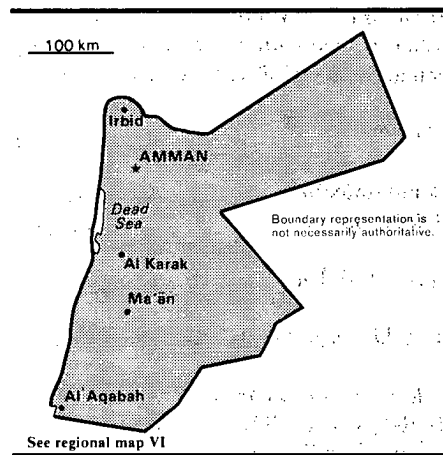 100 km
Irbid
AMMAN
Dead
Sea
Boundary representation is
not necessarily authoritative.
Al Karak
Ma‘ān
Al ‘Aqabah
See regional map VI